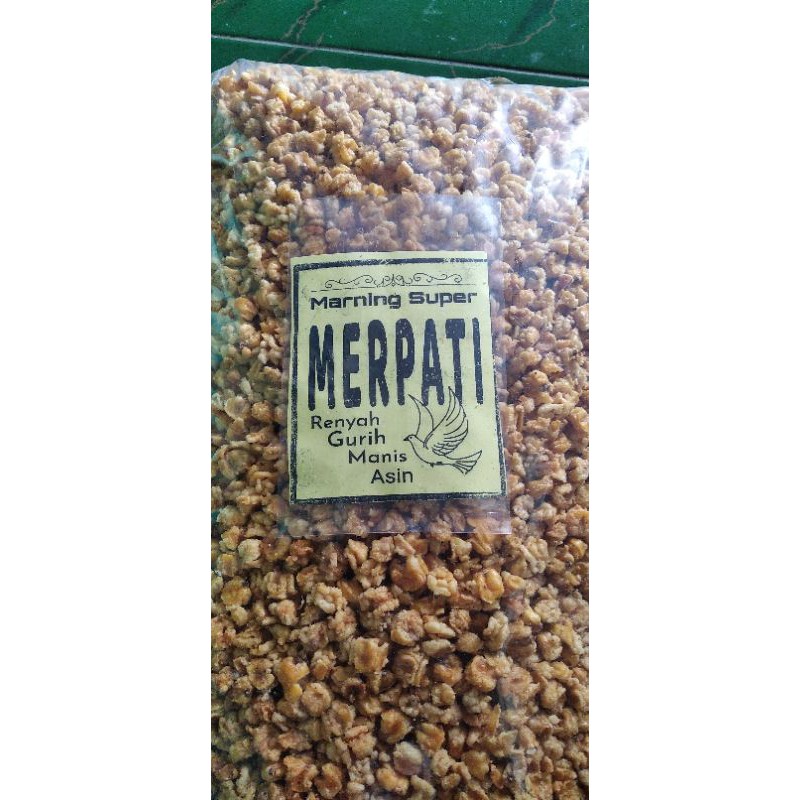 Marning Super
MERPATI
Renyah
Gurih
Manis
Asin